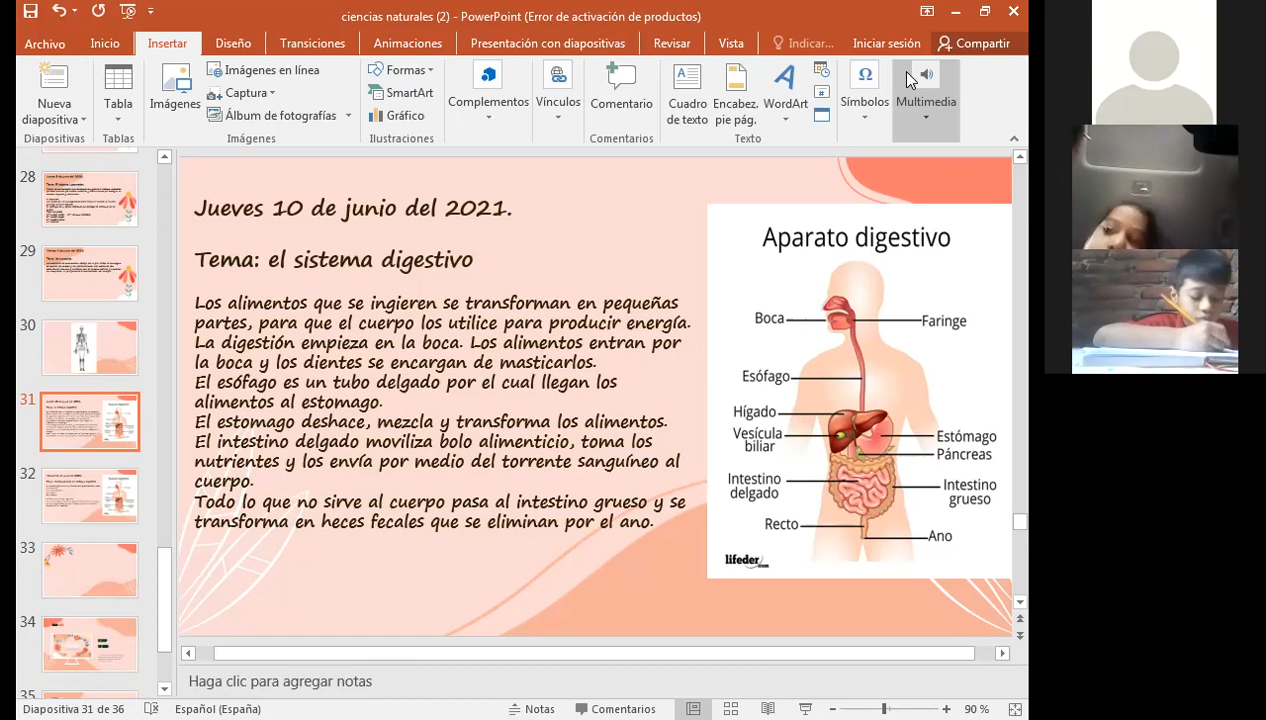 ciencias naturales (2) - PowerPoint (Error de activación de productos)
Archivo Inicio Insertar Diseño Transiciones Animaciones Presentación con diapositivas Revisar Vista Indicar... Iniciar sesión Compartir
Nueva diapositiva
Tabla
Imágenes
Imágenes en línea
Captura
Álbum de fotografías
Formas
SmartArt
Gráfico
Complementos
Vínculos
Comentario
Cuadro de texto
Encabez. pie pág.
WordArt
Símbolos
Multimedia
Diapositivas Tablas Imágenes Ilustraciones Comentarios Texto
28
29
30
31
32
33
34
35
Jueves 10 de junio del 2021.
Tema: el sistema digestivo
Los alimentos que se ingieren se transforman en pequeñas
partes, para que el cuerpo los utilice para producir energía.
La digestión empieza en la boca. Los alimentos entran por
la boca y los dientes se encargan de masticarlos.
El esófago es un tubo delgado por el cual llegan los
alimentos al estomago.
El estomago deshace, mezcla y transforma los alimentos.
El intestino delgado moviliza bolo alimenticio, toma los
nutrientes y los envía por medio del torrente sanguíneo al
cuerpo.
Todo lo que no sirve al cuerpo pasa al intestino grueso y se
transforma en heces fecales que se eliminan por el ano.
Aparato digestivo
Boca
Faringe
Esófago
Hígado
Vesícula
biliar
Estómago
Páncreas
Intestino
delgado
Intestino
grueso
Recto
Ano
lifeder.com
Haga clic para agregar notas
Diapositiva 31 de 36 Español (España) Notas Comentarios 90 %